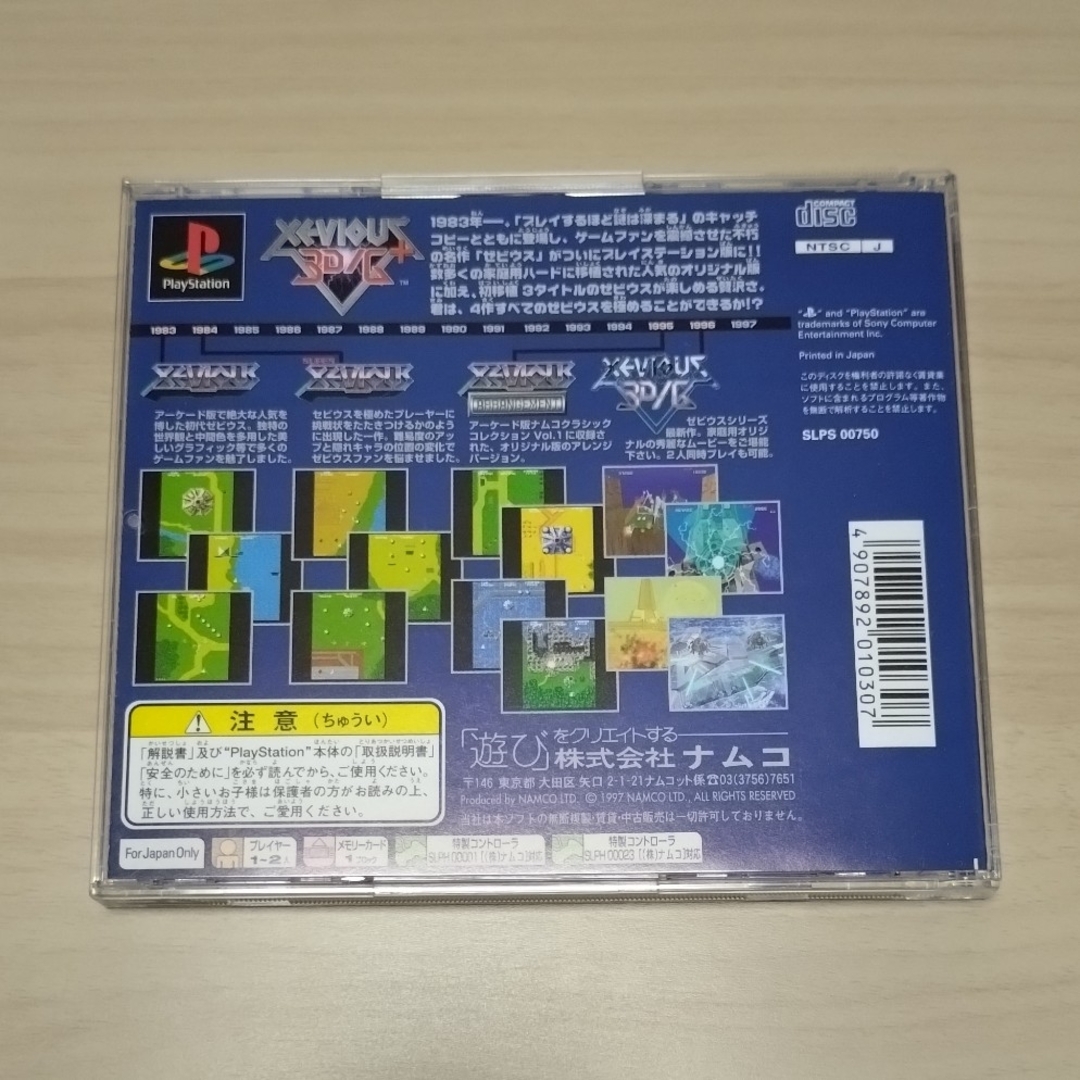 PlayStation
XEVIOUS
3D/G+
TM
1983年―。「プレイするほど謎は深まる」のキャッチ
コピーとともに登場し、ゲームファンを震撼させた不朽
の名作「ゼビウス」がついにプレイステーション版に!!
数多くの家庭用ハードに移植された人気のオリジナル版
に加え、初移植 3タイトルのゼビウスが楽しめる贅沢さ。
君は、4作すべてのゼビウスを極めることができるか!?
COMPACT
disc
NTSC J
"PS" and "PlayStation" are
trademarks of Sony Computer
Entertainment Inc.
Printed in Japan
このディスクを権利者の許諾なく賃貸業
に使用することを禁止します。また、
ソフトに含まれるプログラム等著作物
を無断で解析することを禁止します。
SLPS 00750
1983 1984 1985 1986 1987 1988 1989 1990 1991 1992 1993 1994 1995 1996 1997
XEVIOUS
アーケード版で絶大な人気を
博した初代ゼビウス。独特の
世界観と中間色を多用した美
しいグラフィック等で多くの
ゲームファンを魅了しました。
SUPER
XEVIOUS
ゼビウスを極めたプレーヤーに
挑戦状をたたきつけるかのよう
に出現した一作。難易度のアッ
プと隠れキャラの位置の変化で
ゼビウスファンを悩ませました。
XEVIOUS
ARRANGEMENT
アーケード版ナムコクラシック
コレクション Vol.1に収録さ
れた、オリジナル版のアレンジ
バージョン。
XEVIOUS
3D/G
ゼビウスシリーズ
最新作。家庭用オリジ
ナルの秀麗なムービーをご堪能
下さい。2人同時プレイも可能。
4 907892 010307
注意(ちゅうい)
「解説書」及び"PlayStation"本体の「取扱説明書」
「安全のために」を必ず読んでから、ご使用ください。
特に、小さいお子様は保護者の方がお読みの上、
正しい使用方法で、ご愛用ください。
「遊び」をクリエイトする
株式会社 ナムコ
〒146 東京都 大田区 矢口 2-1-21ナムコット係☎03(3756)7651
Produced by NAMCO LTD. © 1997 NAMCO LTD., ALL RIGHTS RESERVED
当社は本ソフトの無断複製・賃貸・中古販売は一切許可しておりません。
For Japan Only
プレイヤー
1~2人
メモリーカード
1ブロック
特製コントローラ
SLPH 00001 [(株)ナムコ]対応
特製コントローラ
SLPH 00023 [(株)ナムコ]対応